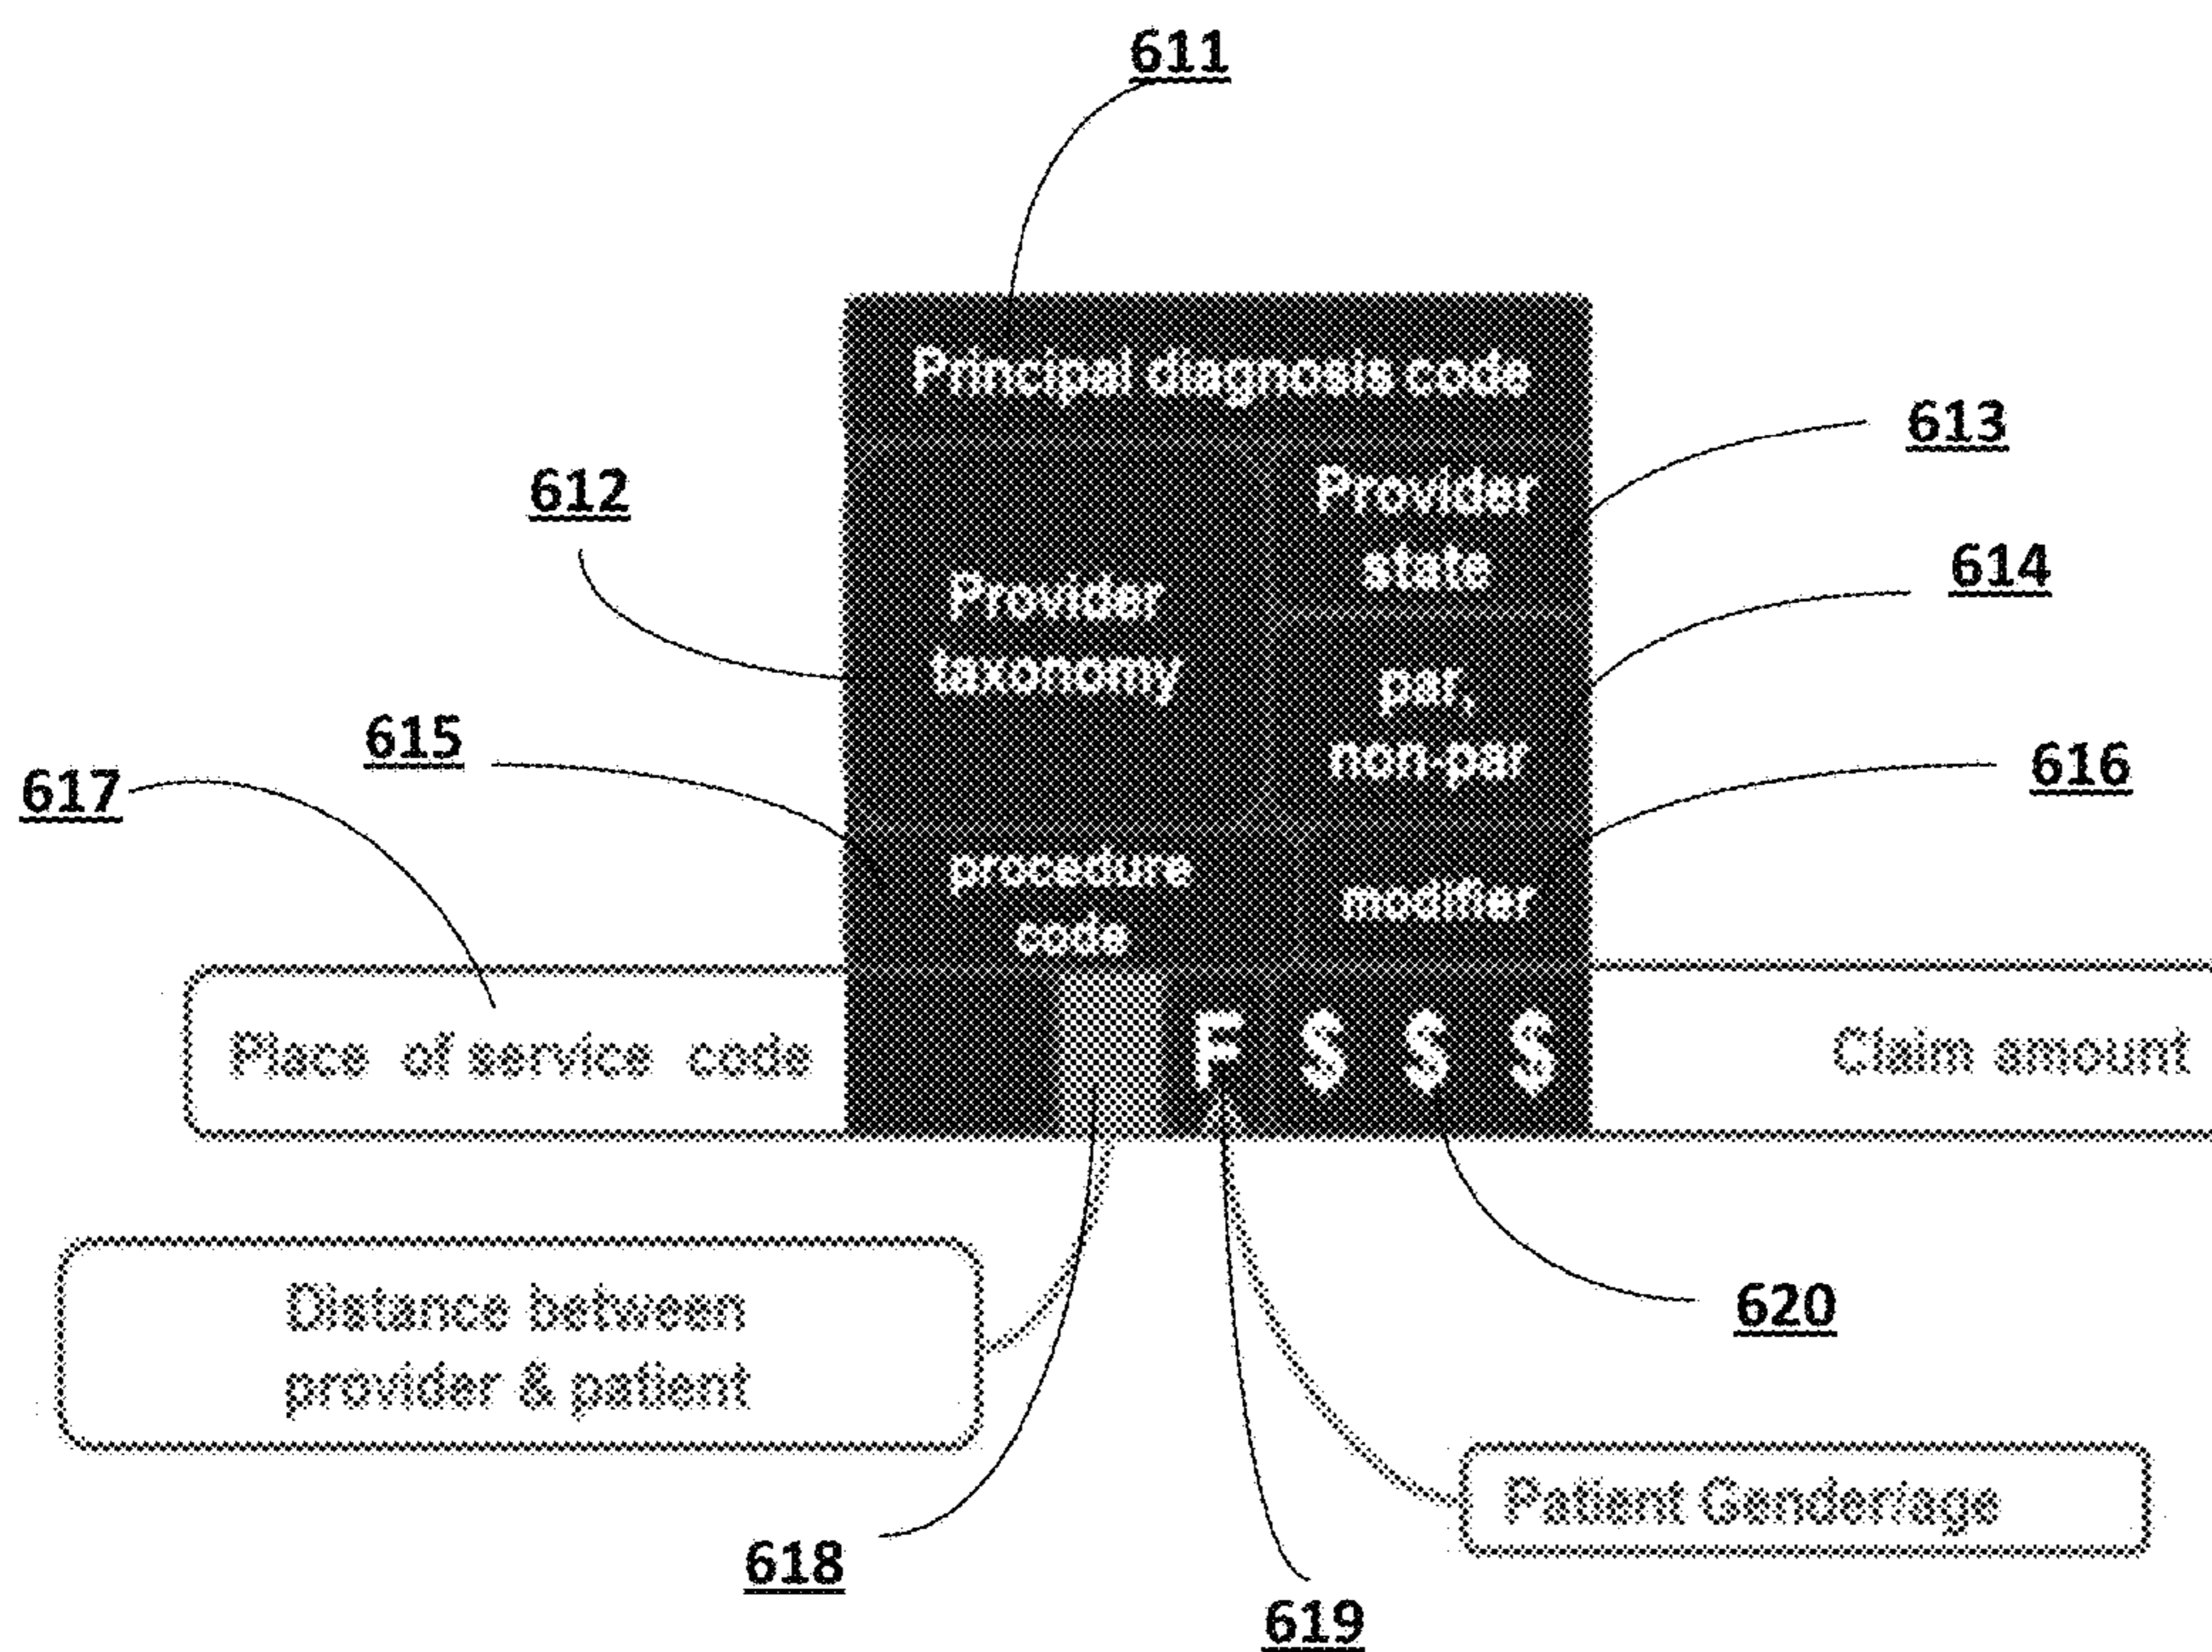 611
Principal diagnosis code
613
Provider
state
612
614
Provider
taxonomy
par,
non-par
615
616
617
procedure
code
modifier
Place of service code
F $ $ $
Claim amount
Distance between
provider & patient
620
Patient Gender/age
618
619